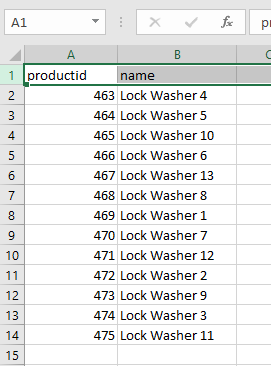 A1
A B
1 productid name
2 463 Lock Washer 4
3 464 Lock Washer 5
4 465 Lock Washer 10
5 466 Lock Washer 6
6 467 Lock Washer 13
7 468 Lock Washer 8
8 469 Lock Washer 1
9 470 Lock Washer 7
10 471 Lock Washer 12
11 472 Lock Washer 2
12 473 Lock Washer 9
13 474 Lock Washer 3
14 475 Lock Washer 11
15